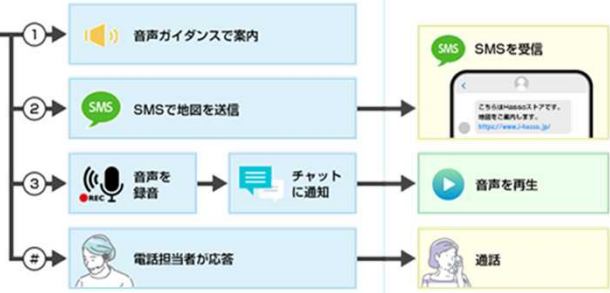 1
音声ガイダンスで案内
2
SMS
SMSで地図を送信
SMS
SMSを受信
こちらはHassoストアです。
地図をご案内します。
https://www.i-hasso.jp/
3
REC
音声を
録音
チャット
に通知
音声を再生
#
電話担当者が応答
通話